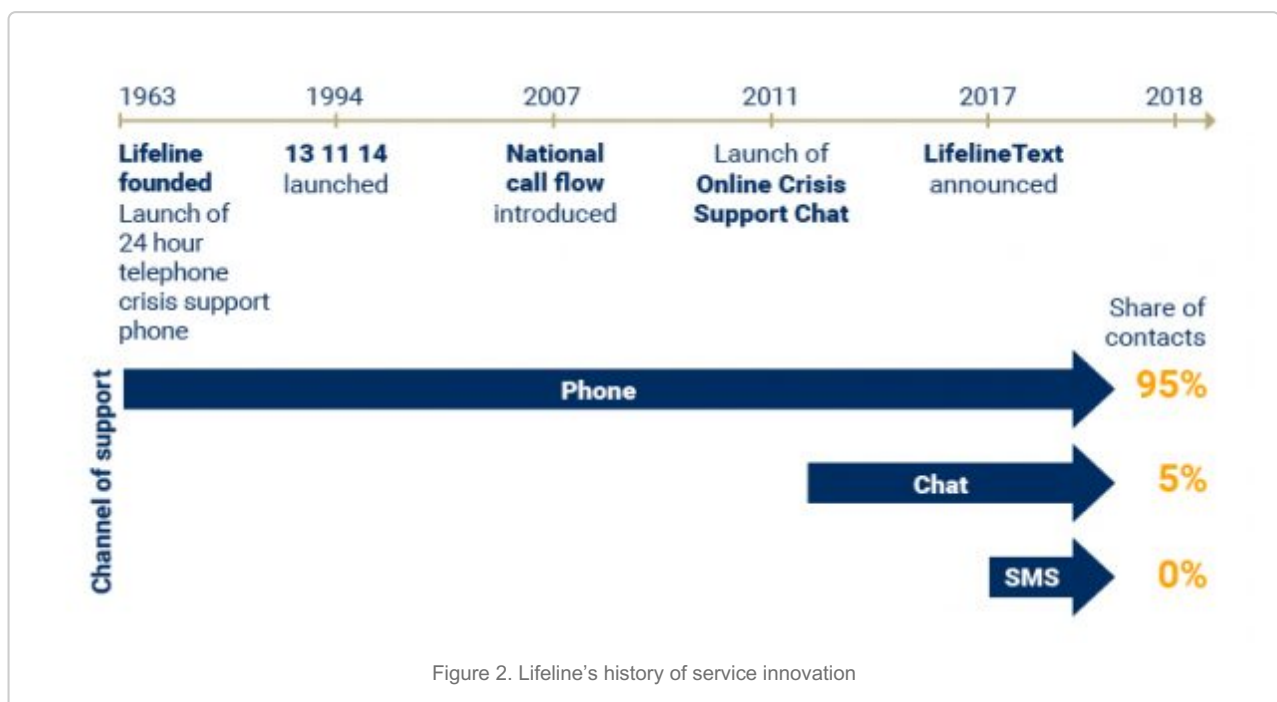 1963 1994 2007 2011 2017 2018
Lifeline
founded
Launch of
24 hour
telephone
crisis support
phone
13 11 14
launched
National
call flow
introduced
Launch of
Online Crisis
Support Chat
LifelineText
announced
Share of
contacts
Channel of support
Phone
95%
Chat
5%
SMS
0%
Figure 2. Lifeline’s history of service innovation